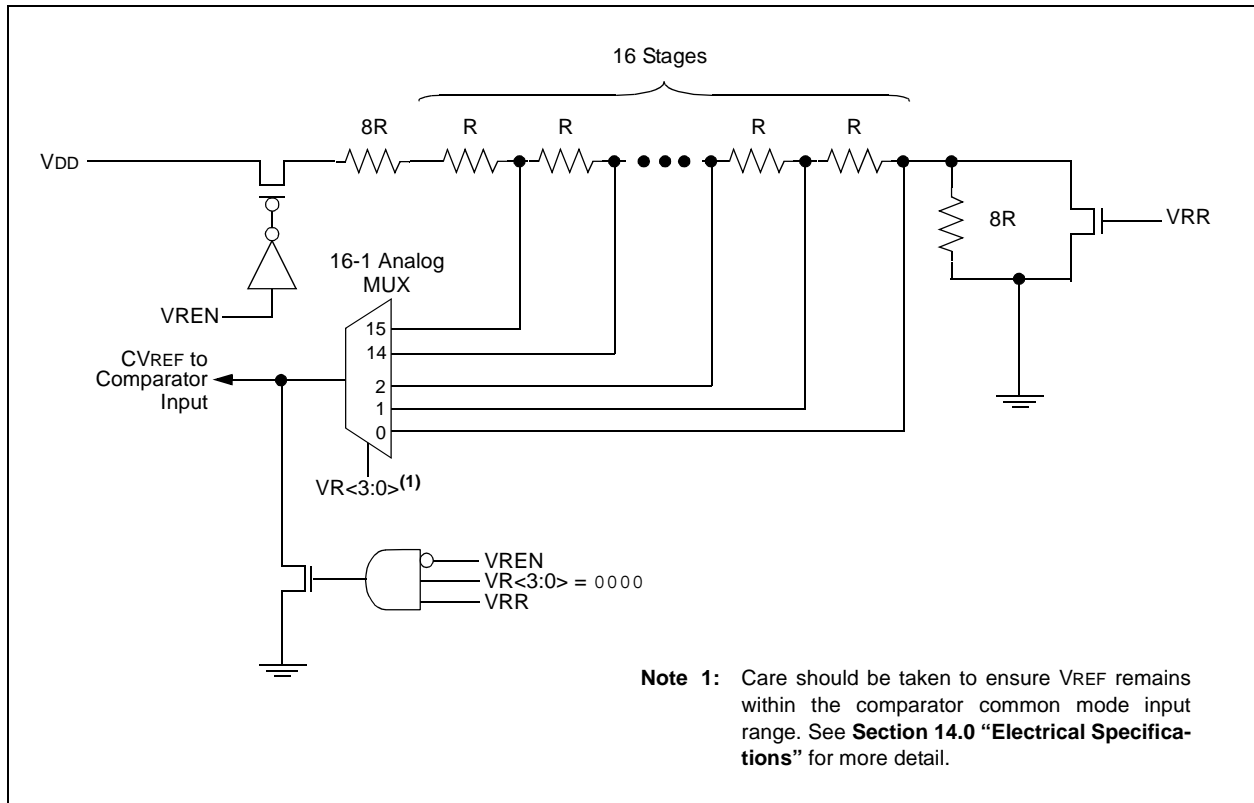 16 Stages
8R
R
R
R
R
VDD
8R
VRR
16-1 Analog
MUX
VREN
15
14
2
1
0
CVREF to
Comparator
Input
VR<3:0>(1)
VREN
VR<3:0> = 0000
VRR
Note 1: Care should be taken to ensure VREF remains
within the comparator common mode input
range. See Section 14.0 “Electrical Specifica-
tions” for more detail.